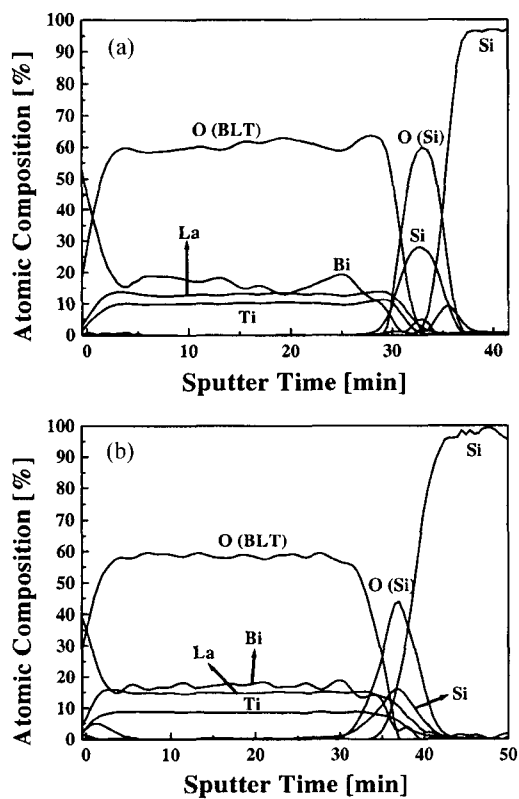 (a)
Atomic Composition [%]
100
90
80
70
60
50
40
30
20
10
0
O (BLT)
La
Bi
Ti
O (Si)
Si
Si
0 10 20 30 40
Sputter Time [min]
(b)
Atomic Composition [%]
100
90
80
70
60
50
40
30
20
10
0
O (BLT)
La
Bi
Ti
O (Si)
Si
Si
0 10 20 30 40 50
Sputter Time [min]